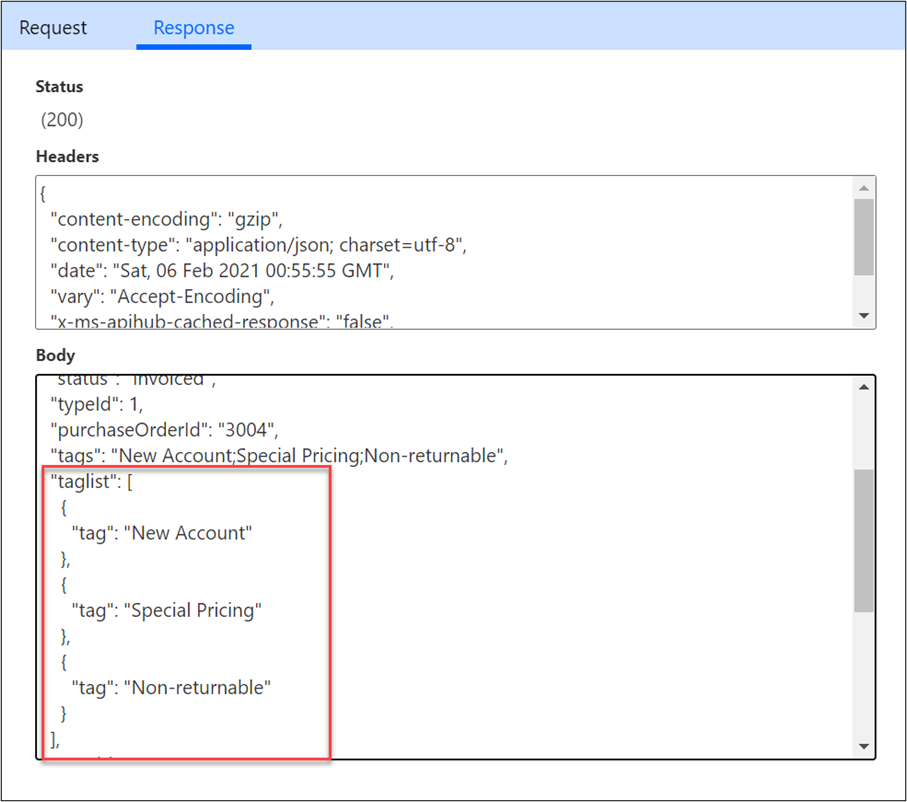 Request Response
Status
(200)
Headers
{
"content-encoding": "gzip",
"content-type": "application/json; charset=utf-8",
"date": "Sat, 06 Feb 2021 00:55:55 GMT",
"vary": "Accept-Encoding",
"x-ms-apihub-cached-response": "false",
Body
"status": "Invoiced",
"typeId": 1,
"purchaseOrderId": "3004",
"tags": "New Account;Special Pricing;Non-returnable",
"taglist": [
{
"tag": "New Account"
},
{
"tag": "Special Pricing"
},
{
"tag": "Non-returnable"
}
],